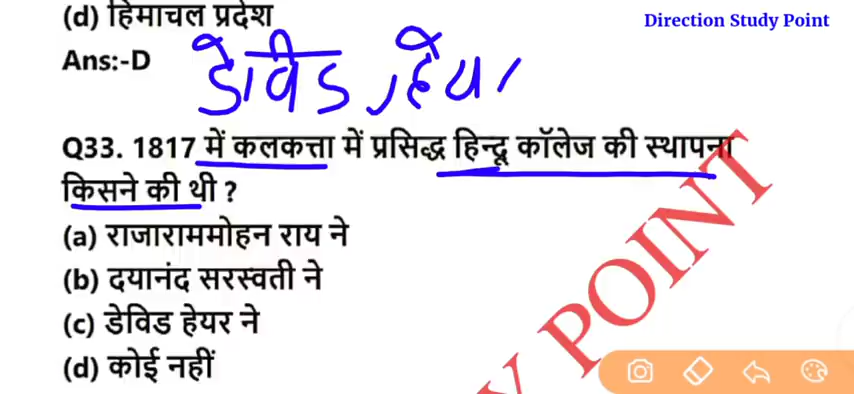 (d) हिमाचल प्रदेश
Direction Study Point
Ans:-D
डेविड हेयर
Q33. 1817 में कलकत्ता में प्रसिद्ध हिन्दू कॉलेज की स्थापना
किसने की थी ?
(a) राजाराममोहन राय ने
(b) दयानंद सरस्वती ने
(c) डेविड हेयर ने
(d) कोई नहीं
POINT